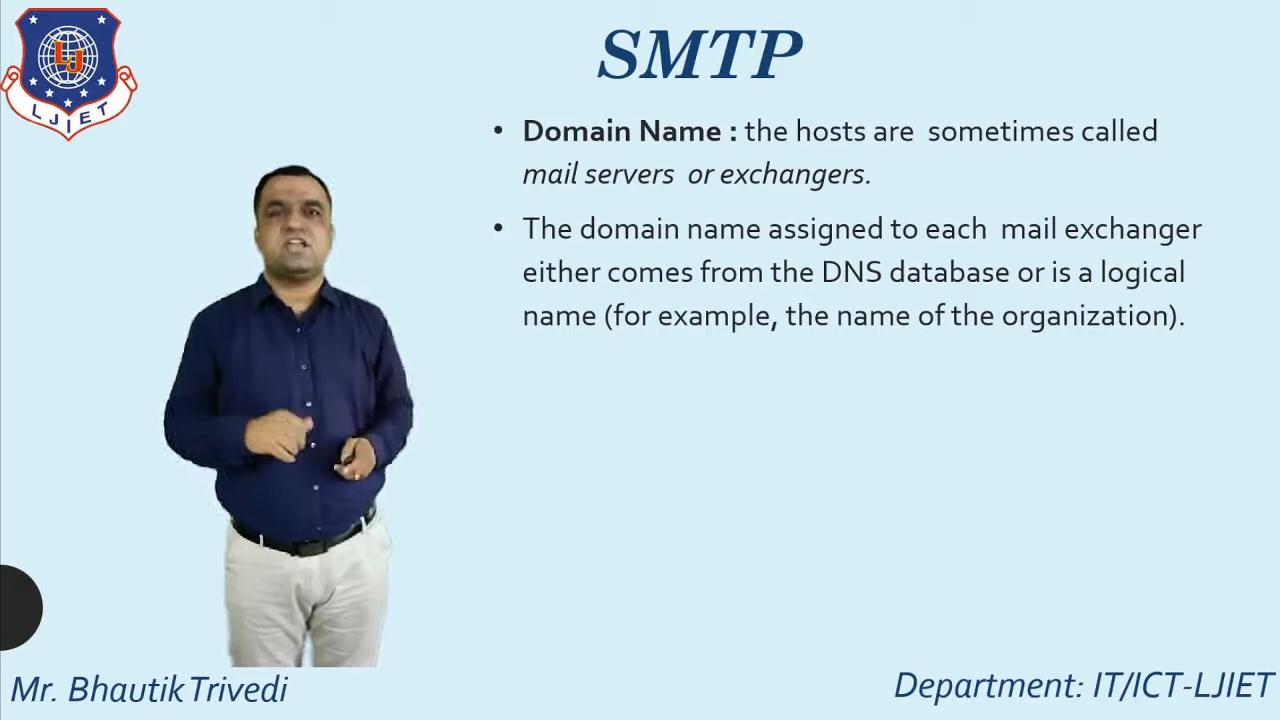 LJ
LJIET
SMTP
• Domain Name : the hosts are sometimes called
mail servers or exchangers.
• The domain name assigned to each mail exchanger
either comes from the DNS database or is a logical
name (for example, the name of the organization).
Mr. Bhautik Trivedi
Department: IT/ICT-LJIET